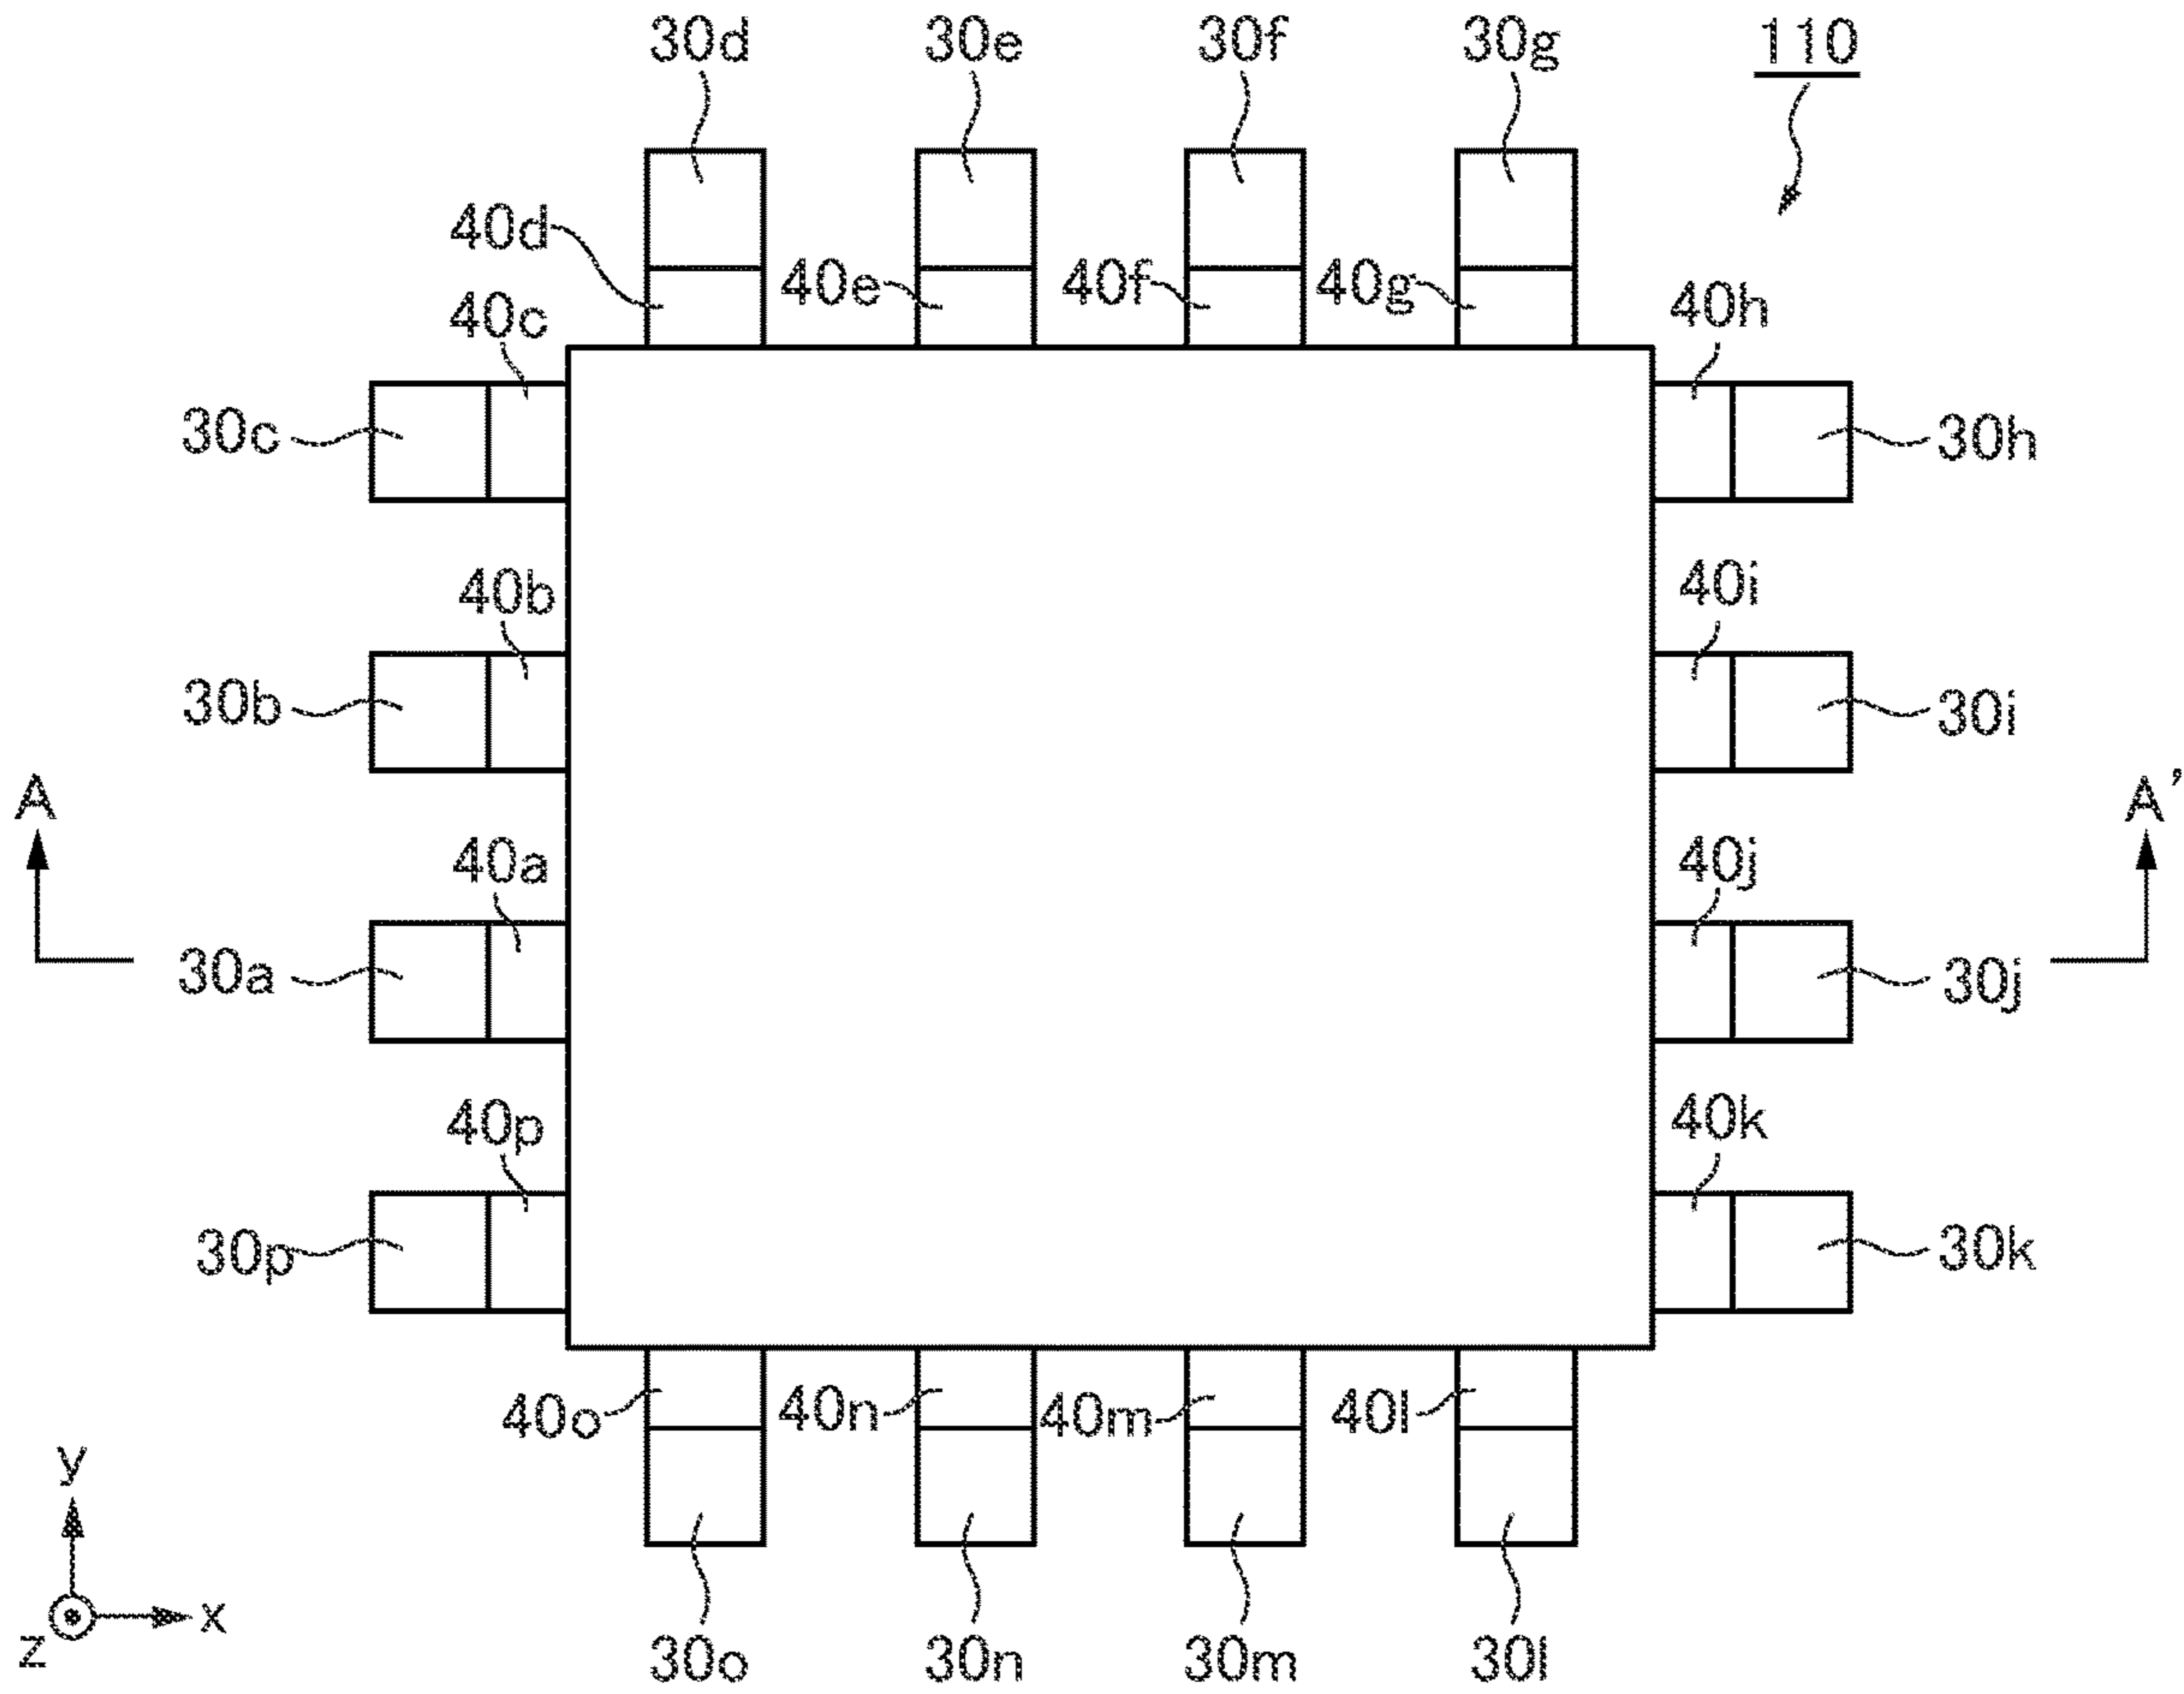 30d 30e 30f 30g 110
40d
40e 40f 40g
40c 40h
30c 30h
40b 40i
30b 30i
A A’
40a 40j
30a 30j
40p 40k
30p 30k
40o 40n 40m 40l
y
z x
30o 30n 30m 30l